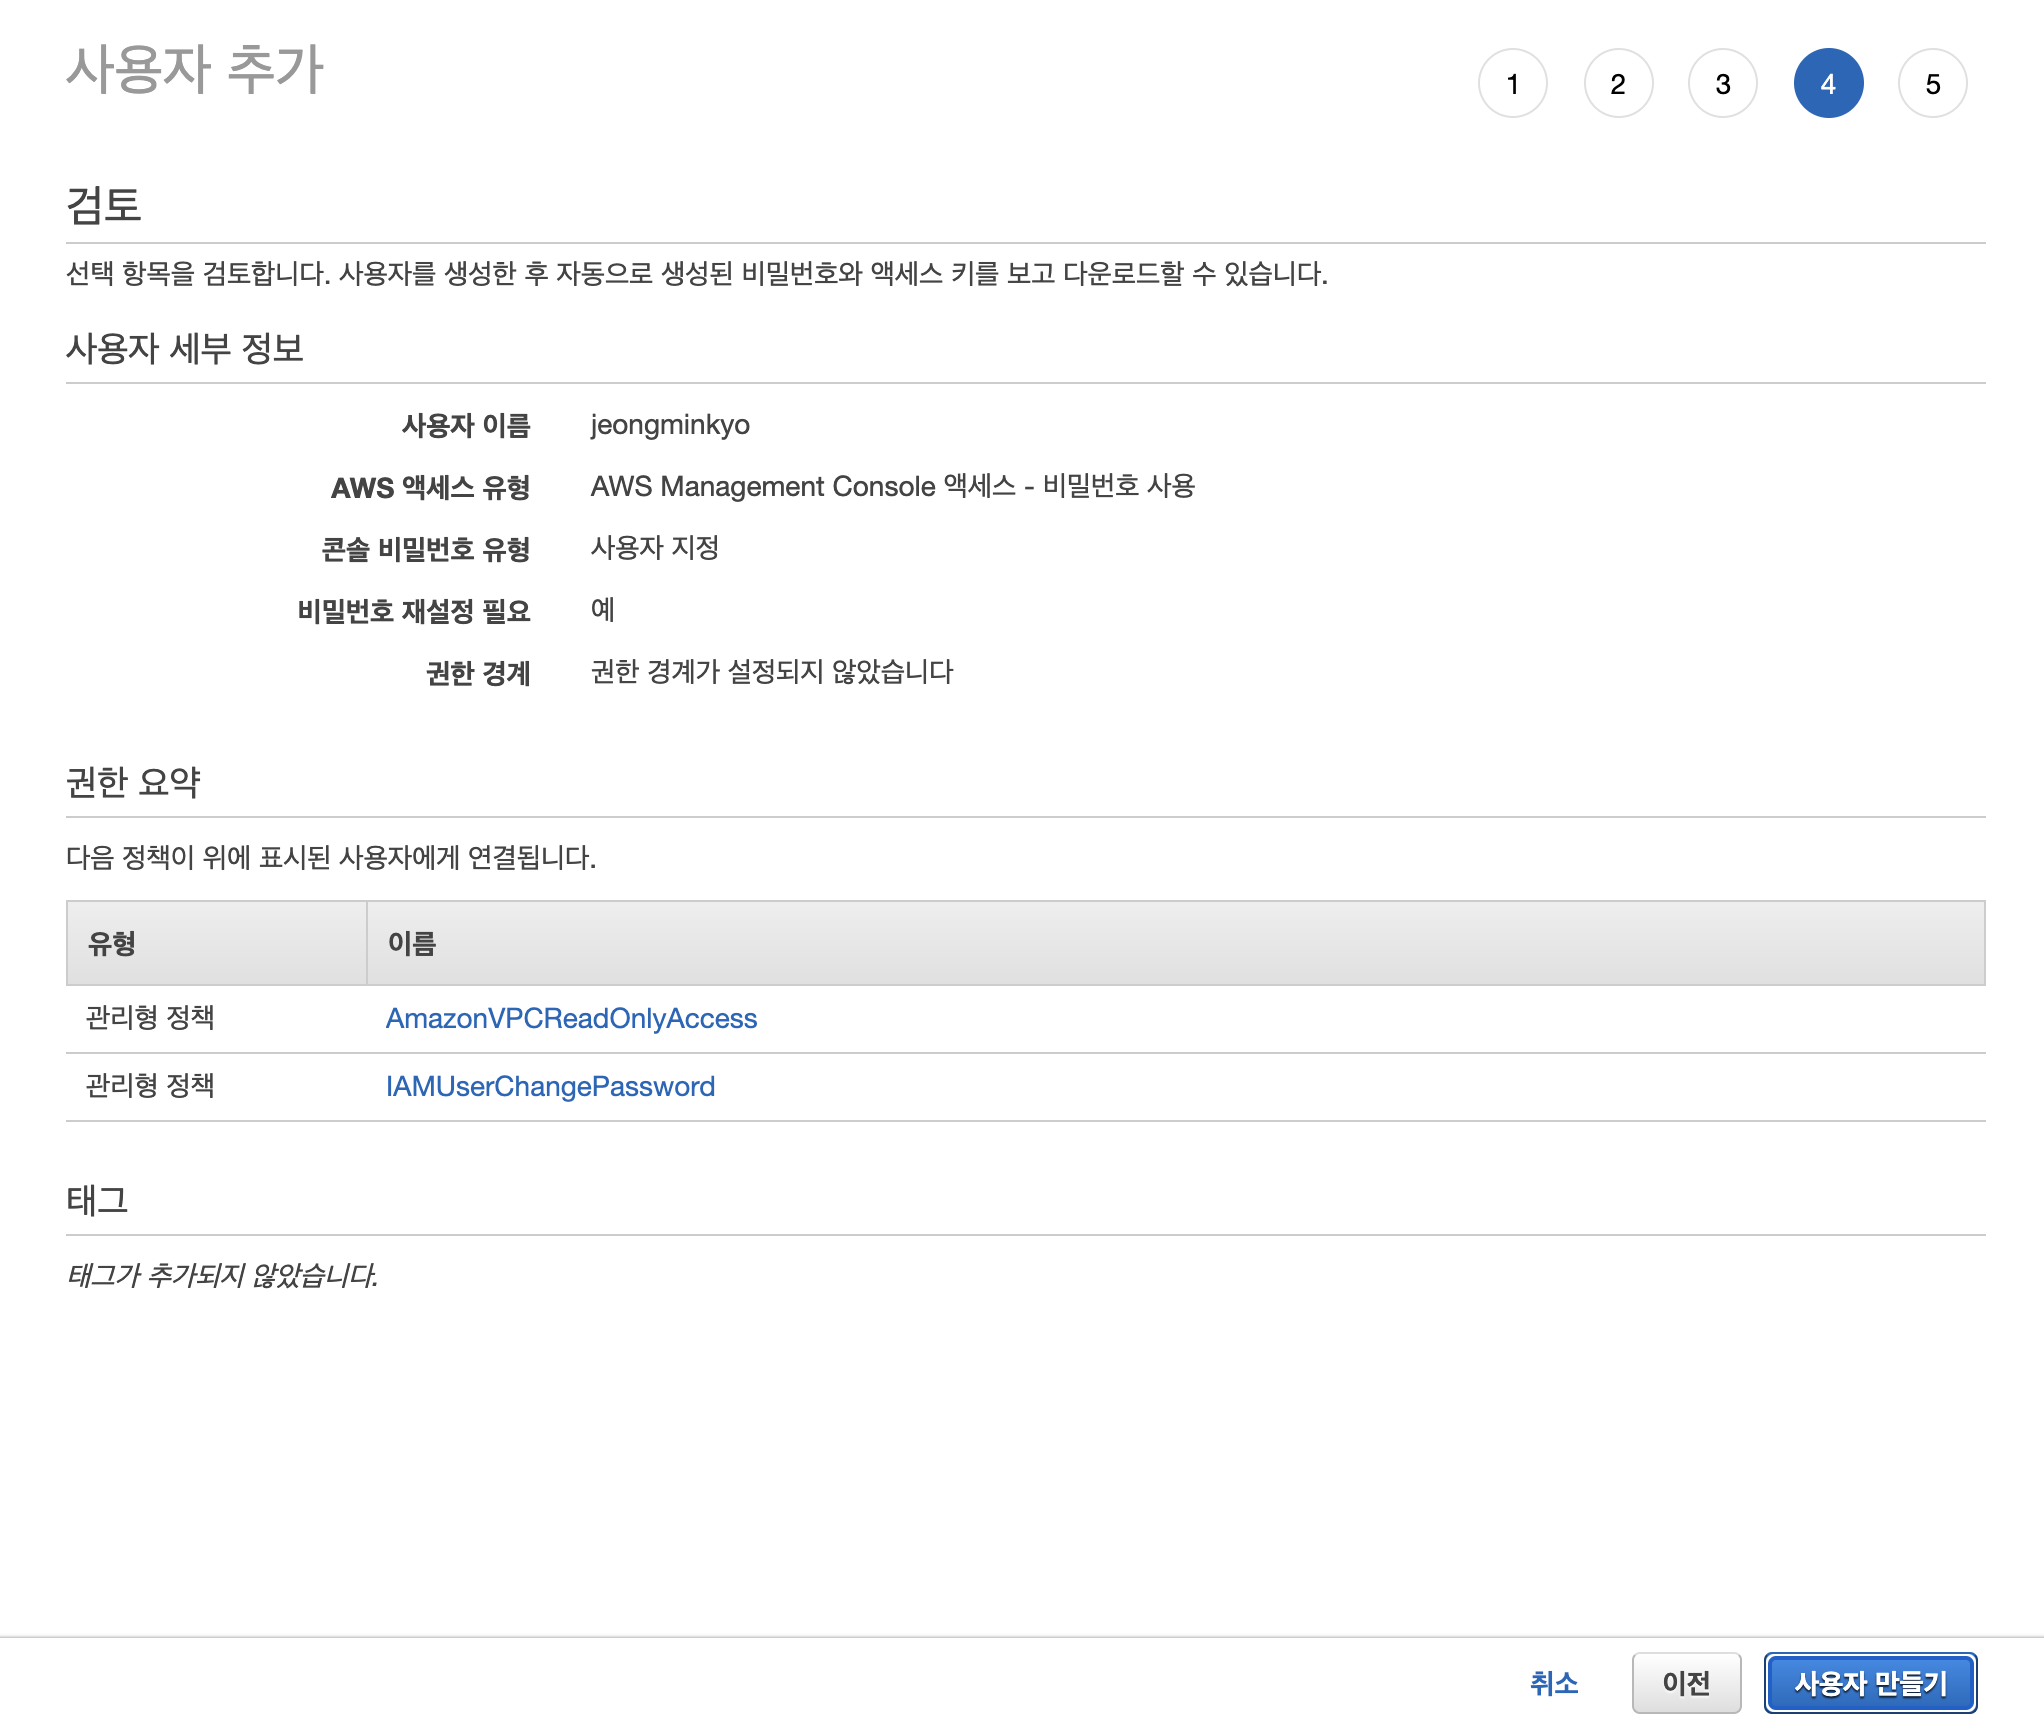 사용자 추가
1 2 3 4 5
검토
선택 항목을 검토합니다. 사용자를 생성한 후 자동으로 생성된 비밀번호와 액세스 키를 보고 다운로드할 수 있습니다.
사용자 세부 정보
사용자 이름 jeongminkyo
AWS 액세스 유형 AWS Management Console 액세스 - 비밀번호 사용
콘솔 비밀번호 유형 사용자 지정
비밀번호 재설정 필요 예
권한 경계 권한 경계가 설정되지 않았습니다
권한 요약
다음 정책이 위에 표시된 사용자에게 연결됩니다.
유형 이름
관리형 정책 AmazonVPCReadOnlyAccess
관리형 정책 IAMUserChangePassword
태그
태그가 추가되지 않았습니다.
취소 이전 사용자 만들기